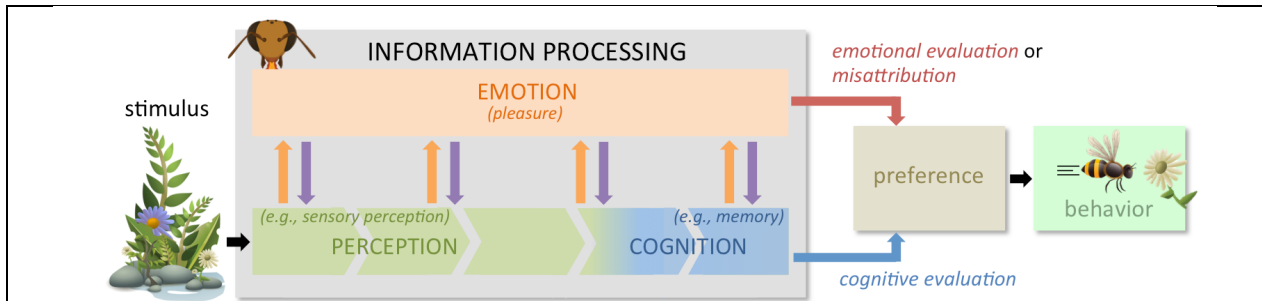 INFORMATION PROCESSING
emotional evaluation or
misattribution
EMOTION
(pleasure)
stimulus
preference
behavior
(e.g., sensory perception)
(e.g., memory)
PERCEPTION
COGNITION
cognitive evaluation